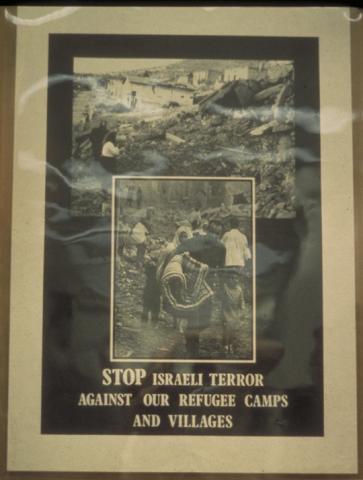 STOP ISRAELI TERROR
AGAINST OUR REFUGEE CAMPS
AND VILLAGES